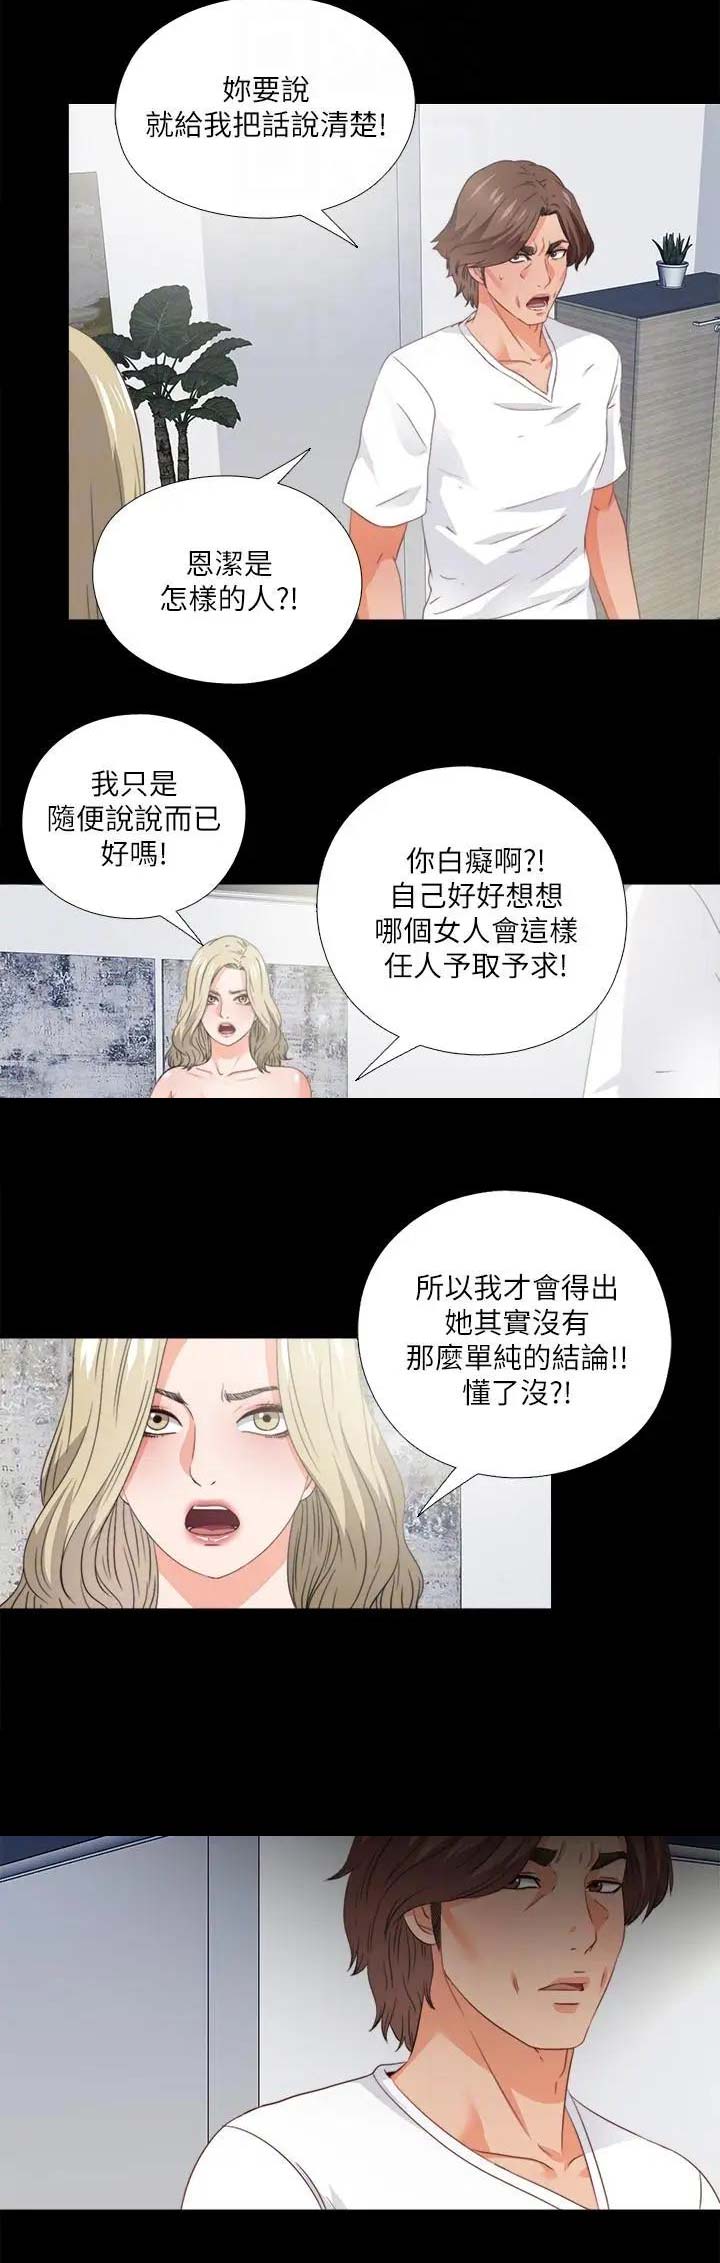 妳要說
就給我把話說清楚!
恩潔是
怎樣的人?!
我只是
隨便說說而已
好嗎!
你白癡啊?!
自己好好想想
哪個女人會這樣
任人予取予求!
所以我才會得出
她其實沒有
那麼單純的結論!!
懂了沒?!